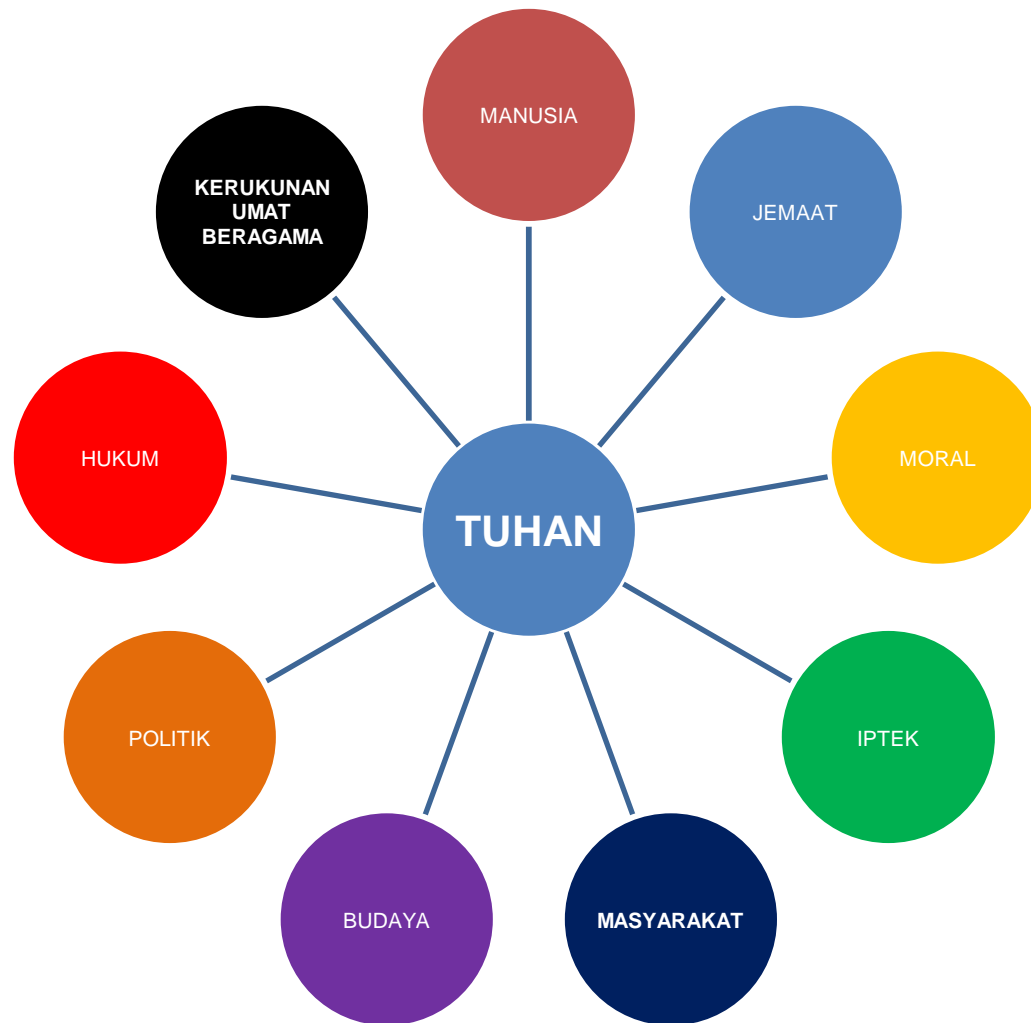 MANUSIA
JEMAAT
MORAL
IPTEK
MASYARAKAT
BUDAYA
POLITIK
HUKUM
KERUKUNAN
UMAT
BERAGAMA
TUHAN